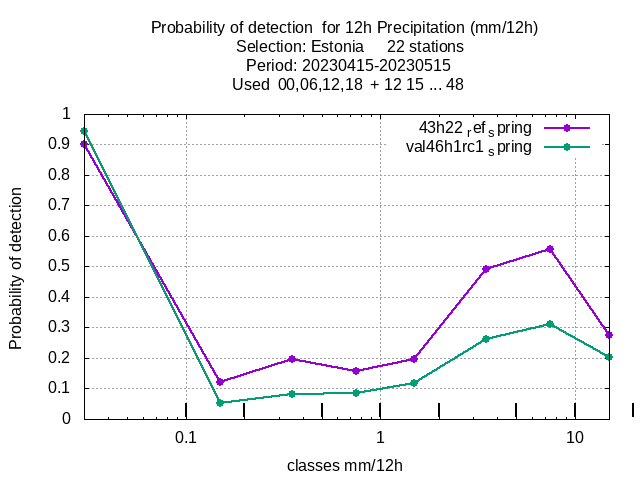 Probability of detection  for 12h Precipitation (mm/12h)
Selection: Estonia     22 stations
Period: 20230415-20230515
Used  00,06,12,18  + 12 15 ... 48
43h22 ref spring
val46h1rc1 spring
1
0.9
0.8
0.7
0.6
0.5
0.4
0.3
0.2
0.1
0
Probability of detection
0.1 1 10
classes mm/12h